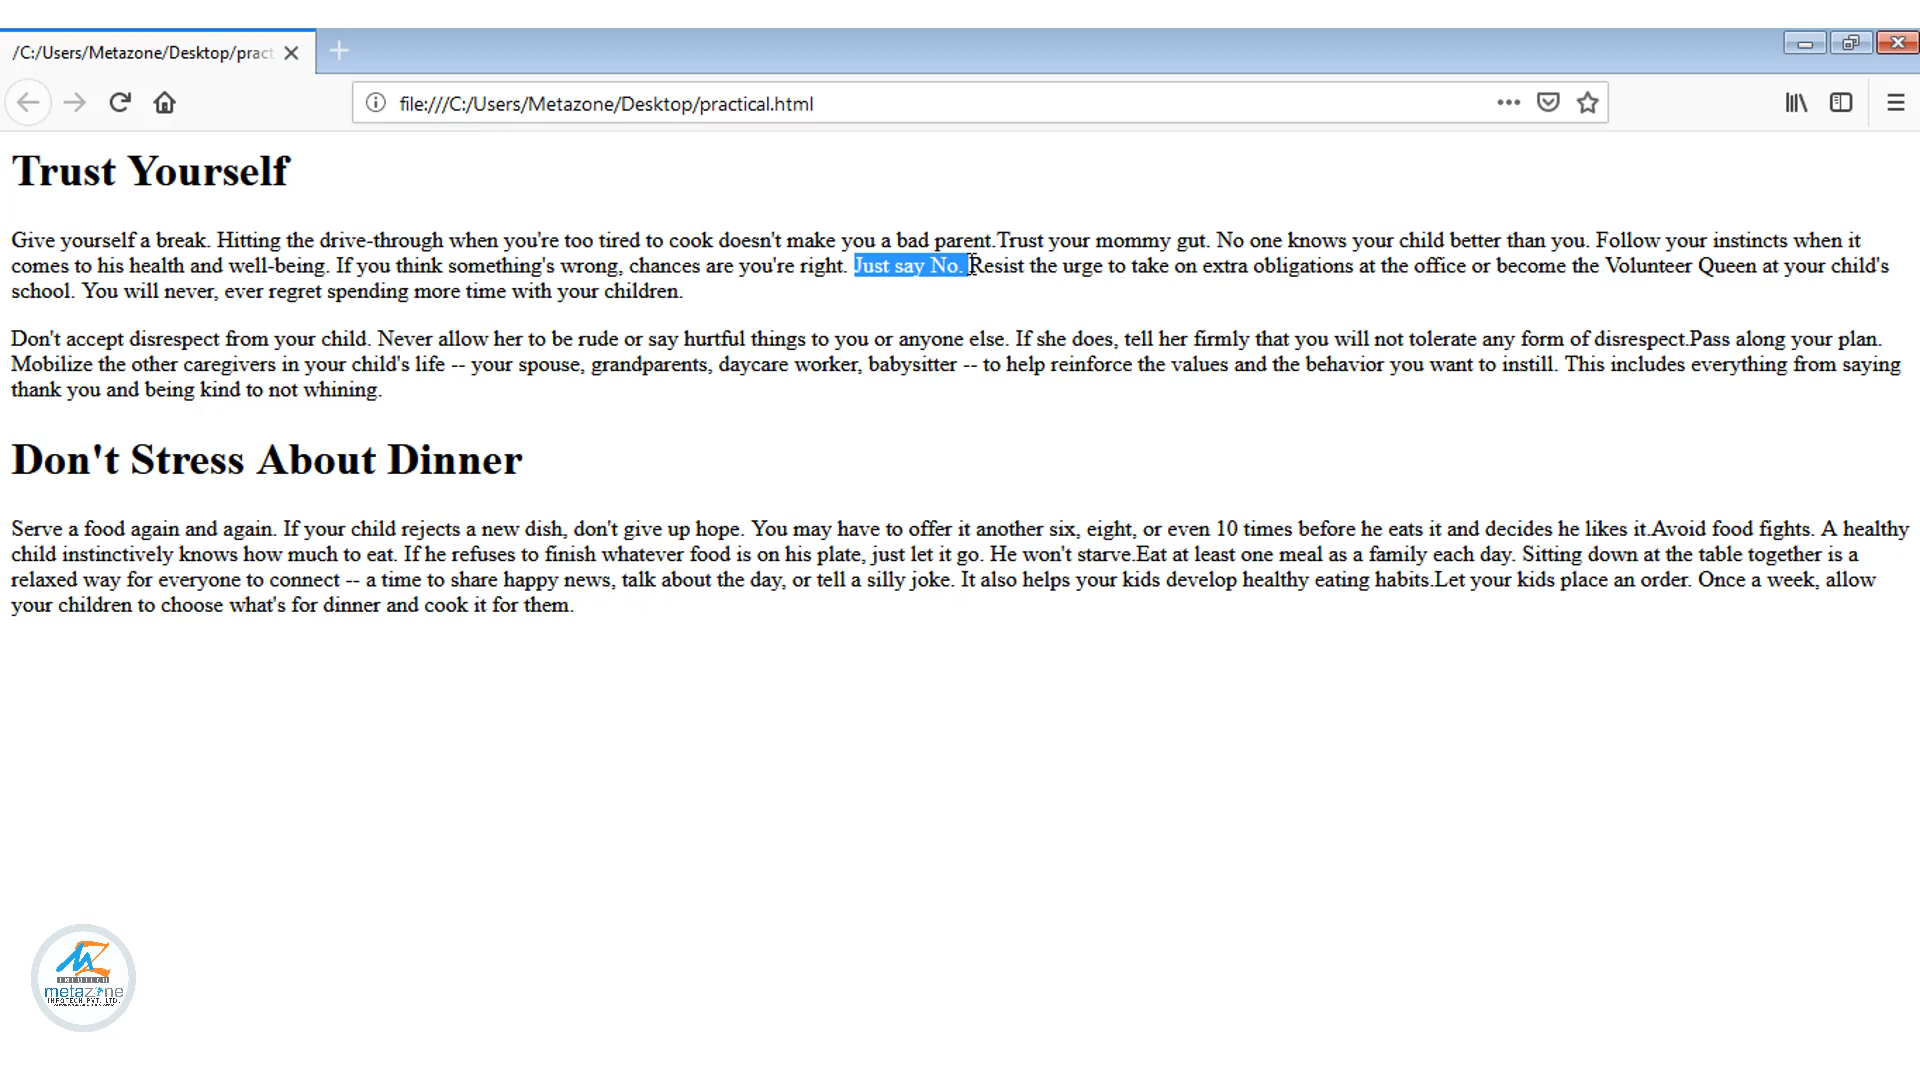 /C:/Users/Metazone/Desktop/pract
file:///C:/Users/Metazone/Desktop/practical.html
Trust Yourself
Give yourself a break. Hitting the drive-through when you're too tired to cook doesn't make you a bad parent.Trust your mommy gut. No one knows your child better than you. Follow your instincts when it
comes to his health and well-being. If you think something's wrong, chances are you're right. Just say No. Resist the urge to take on extra obligations at the office or become the Volunteer Queen at your child's
school. You will never, ever regret spending more time with your children.
Don't accept disrespect from your child. Never allow her to be rude or say hurtful things to you or anyone else. If she does, tell her firmly that you will not tolerate any form of disrespect.Pass along your plan.
Mobilize the other caregivers in your child's life -- your spouse, grandparents, daycare worker, babysitter -- to help reinforce the values and the behavior you want to instill. This includes everything from saying
thank you and being kind to not whining.
Don't Stress About Dinner
Serve a food again and again. If your child rejects a new dish, don't give up hope. You may have to offer it another six, eight, or even 10 times before he eats it and decides he likes it.Avoid food fights. A healthy
child instinctively knows how much to eat. If he refuses to finish whatever food is on his plate, just let it go. He won't starve.Eat at least one meal as a family each day. Sitting down at the table together is a
relaxed way for everyone to connect -- a time to share happy news, talk about the day, or tell a silly joke. It also helps your kids develop healthy eating habits.Let your kids place an order. Once a week, allow
your children to choose what's for dinner and cook it for them.
metazone
INFOTECH PVT. LTD.